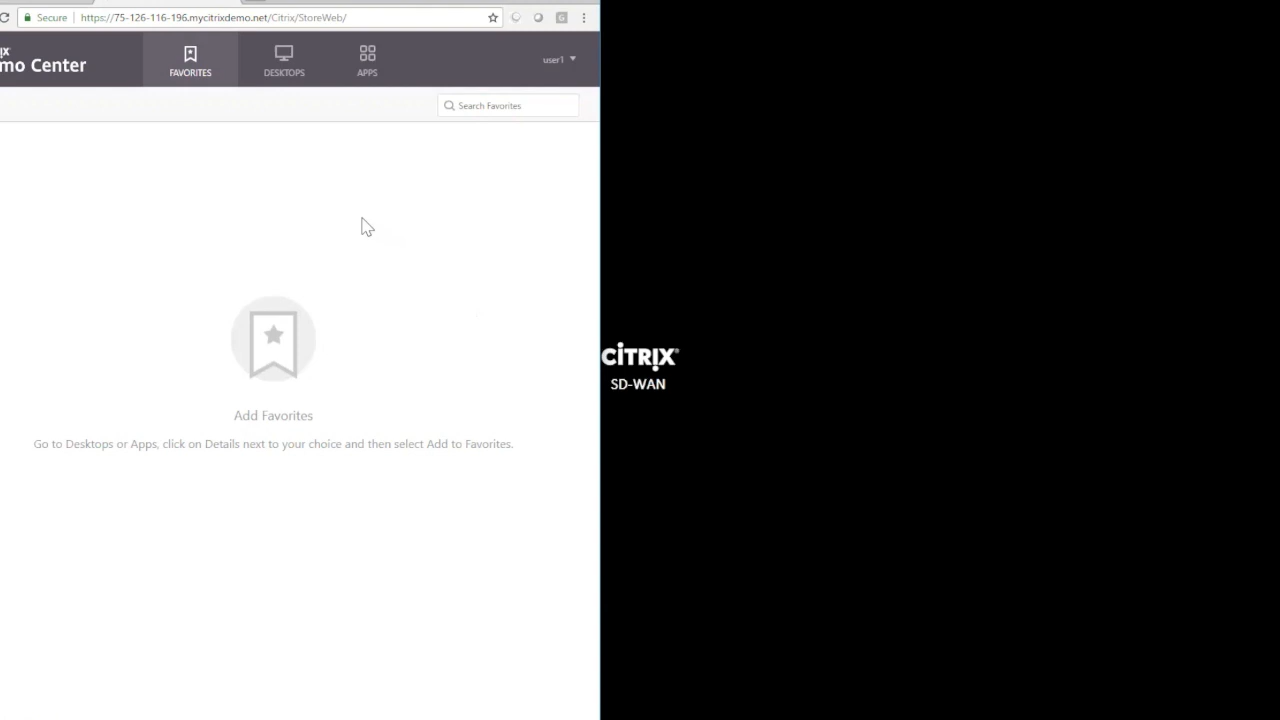 Secure https://75-126-116-196.mycitrixdemo.net/Citrix/StoreWeb/
mo Center
FAVORITES
DESKTOPS
APPS
user1
Search Favorites
Add Favorites
Go to Desktops or Apps, click on Details next to your choice and then select Add to Favorites.
CİTRIX®
SD-WAN